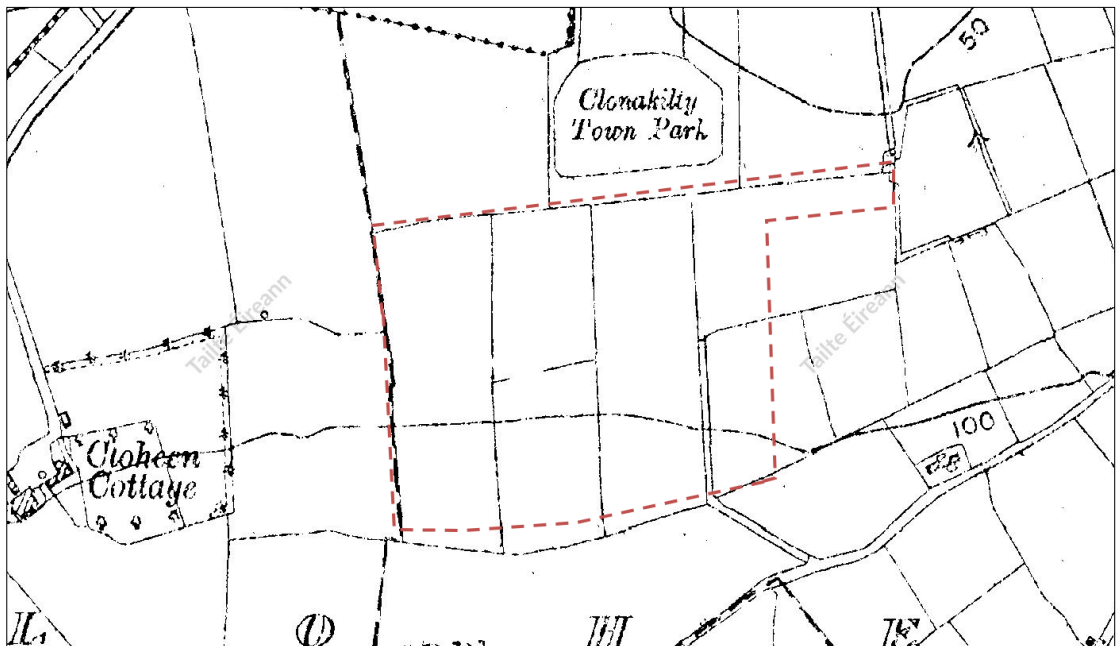 50
Clonakilty
Town Park
Tailte Éireann
Tailte Éireann
100
Cloheen
Cottage
L
O
H
E